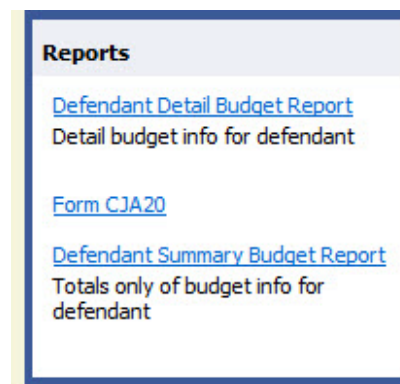 Reports
Defendant Detail Budget Report
Detail budget info for defendant
Form CJA20
Defendant Summary Budget Report
Totals only of budget info for
defendant